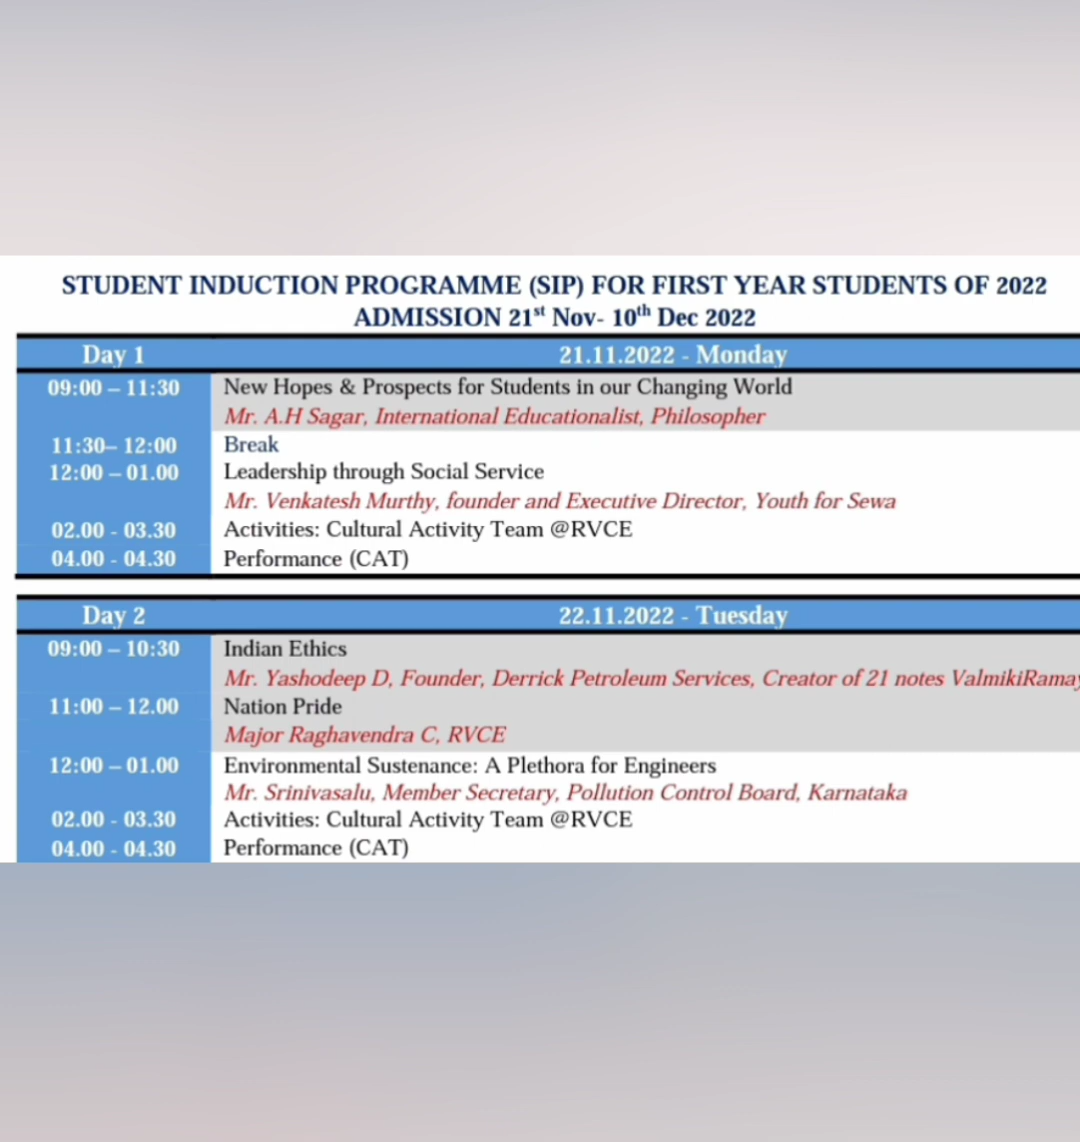 STUDENT INDUCTION PROGRAMME (SIP) FOR FIRST YEAR STUDENTS OF 2022
ADMISSION 21st Nov- 10th Dec 2022
Day 1 21.11.2022 - Monday
09:00 – 11:30 New Hopes & Prospects for Students in our Changing World
Mr. A.H Sagar, International Educationalist, Philosopher
11:30– 12:00 Break
12:00 – 01.00 Leadership through Social Service
Mr. Venkatesh Murthy, founder and Executive Director, Youth for Sewa
02.00 - 03.30 Activities: Cultural Activity Team @RVCE
04.00 - 04.30 Performance (CAT)
Day 2 22.11.2022 - Tuesday
09:00 – 10:30 Indian Ethics
Mr. Yashodeep D, Founder, Derrick Petroleum Services, Creator of 21 notes
11:00 – 12.00 Nation Pride
Major Raghavendra C, RVCE
12:00 – 01.00 Environmental Sustenance: A Plethora for Engineers
Mr. Srinivasalu, Member Secretary, Pollution Control Board, Karnataka
02.00 - 03.30 Activities: Cultural Activity Team @RVCE
04.00 - 04.30 Performance (CAT)